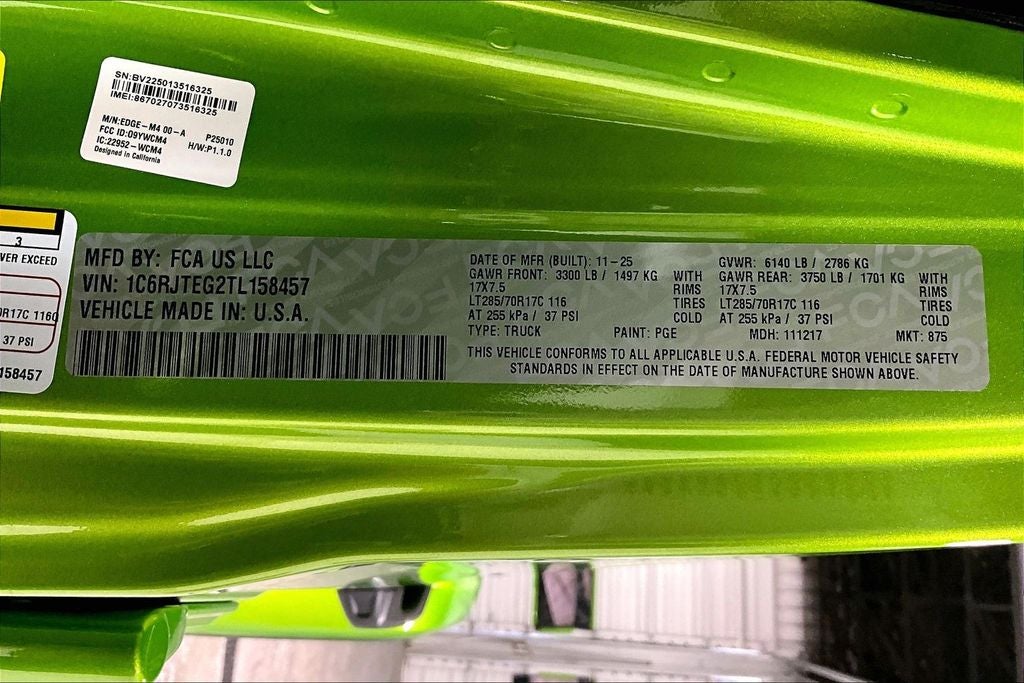 SN:BV225013516325
IMEI:867027073516325
M/N:EDGE-M4 00-A P25010
FCC ID:O9YWCM4 H/W:P1.1.0
IC:22952-WCM4
Designed in California
3
VER EXCEED
0R17C 116Q
37 PSI
158457
MFD BY: FCA US LLC
VIN: 1C6RJTEG2TL158457
VEHICLE MADE IN: U.S.A.
DATE OF MFR (BUILT): 11-25 GVWR: 6140 LB / 2786 KG
GAWR FRONT: 3300 LB / 1497 KG WITH GAWR REAR: 3750 LB / 1701 KG WITH
17X7.5 RIMS 17X7.5 RIMS
LT285/70R17C 116 TIRES LT285/70R17C 116 TIRES
AT 255 kPa / 37 PSI COLD AT 255 kPa / 37 PSI COLD
TYPE: TRUCK PAINT: PGE MDH: 111217 MKT: 875
THIS VEHICLE CONFORMS TO ALL APPLICABLE U.S.A. FEDERAL MOTOR VEHICLE SAFETY
STANDARDS IN EFFECT ON THE DATE OF MANUFACTURE SHOWN ABOVE.